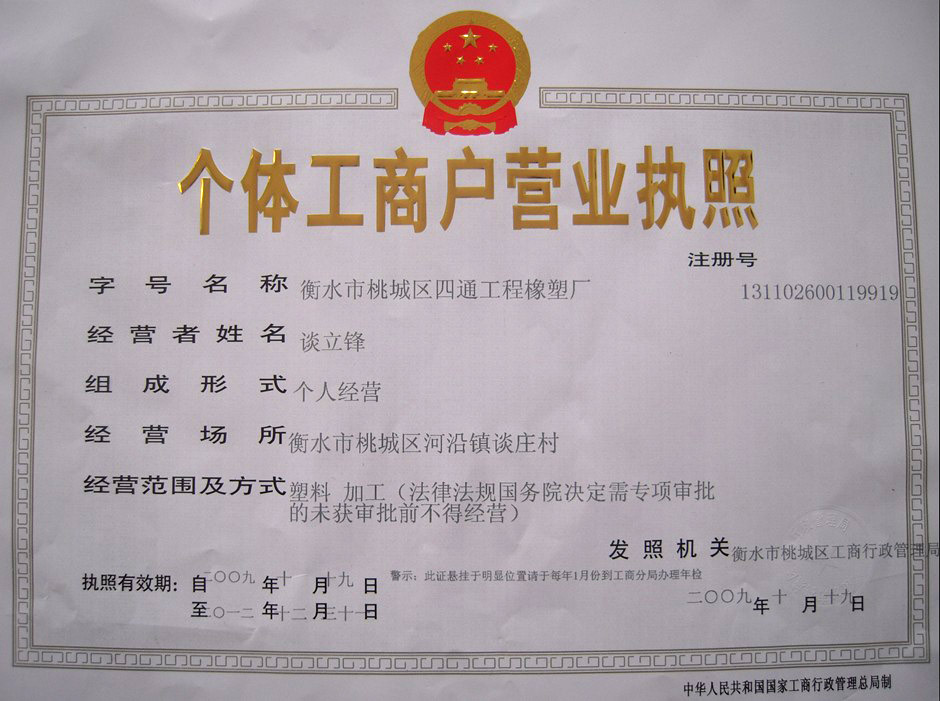 个体工商户营业执照
注册号
字号名称 衡水市桃城区四通工程橡塑厂 131102600119919
经营者姓名 谈立锋
组成形式 个人经营
经营场所 衡水市桃城区河沿镇谈庄村
经营范围及方式 塑料 加工（法律法规国务院决定需专项审批
的未获审批前不得经营）
发照机关 衡水市桃城区工商行政管理局
执照有效期：自二〇〇九年十一月十九日 警示：此证悬挂于明显位置请于每年1月份到工商分局办理年检
至二〇一二年十二月三十一日
二〇〇九年十一月十九日
中华人民共和国国家工商行政管理总局制